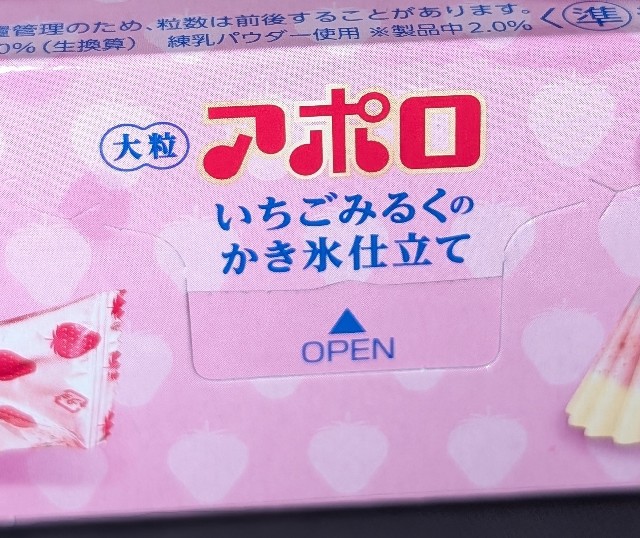 管理のため、粒数は前後することがあります。
0%（生換算） 練乳パウダー使用 ※製品中2.0% く準
大粒 アポロ
いちごみるくの
かき氷仕立て
OPEN